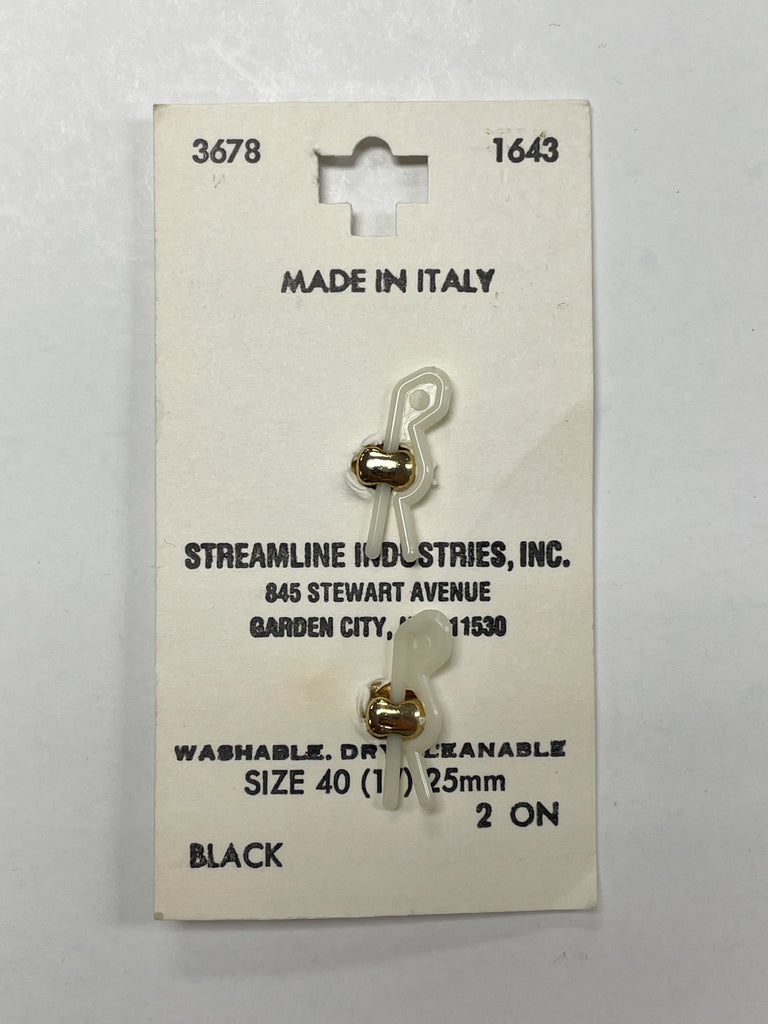 3678 1643
MADE IN ITALY
STREAMLINE INDUSTRIES, INC.
845 STEWART AVENUE
GARDEN CITY, 11530
WASHABLE. DRY CLEANABLE
SIZE 40 (1") 25mm
2 ON
BLACK